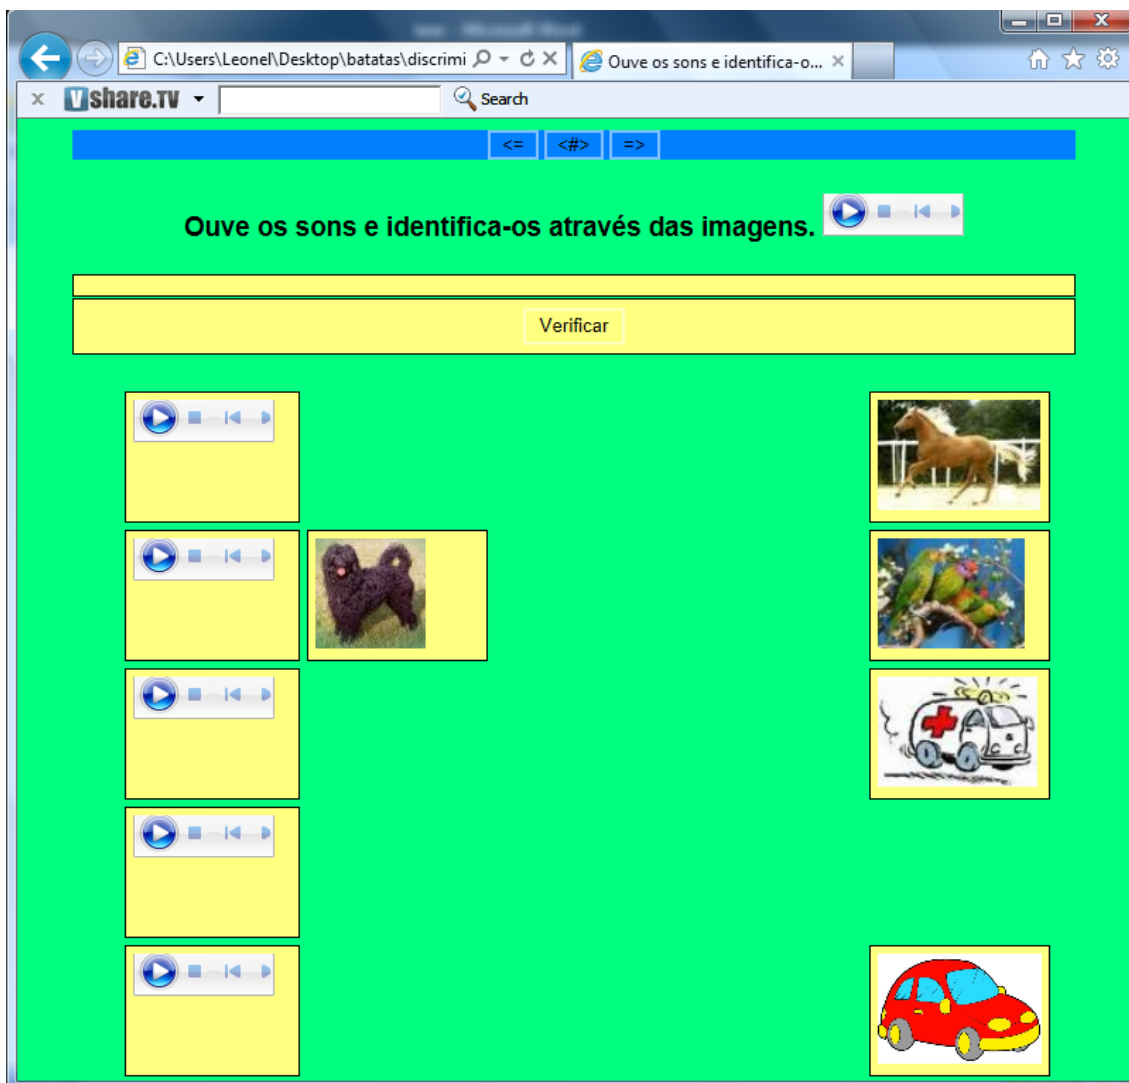 C:\Users\Leonel\Desktop\batatas\discrimi
Ouve os sons e identifica-o...
Vshare.TV
Search
<=
<#>
=>
Ouve os sons e identifica-os através das imagens.
Verificar